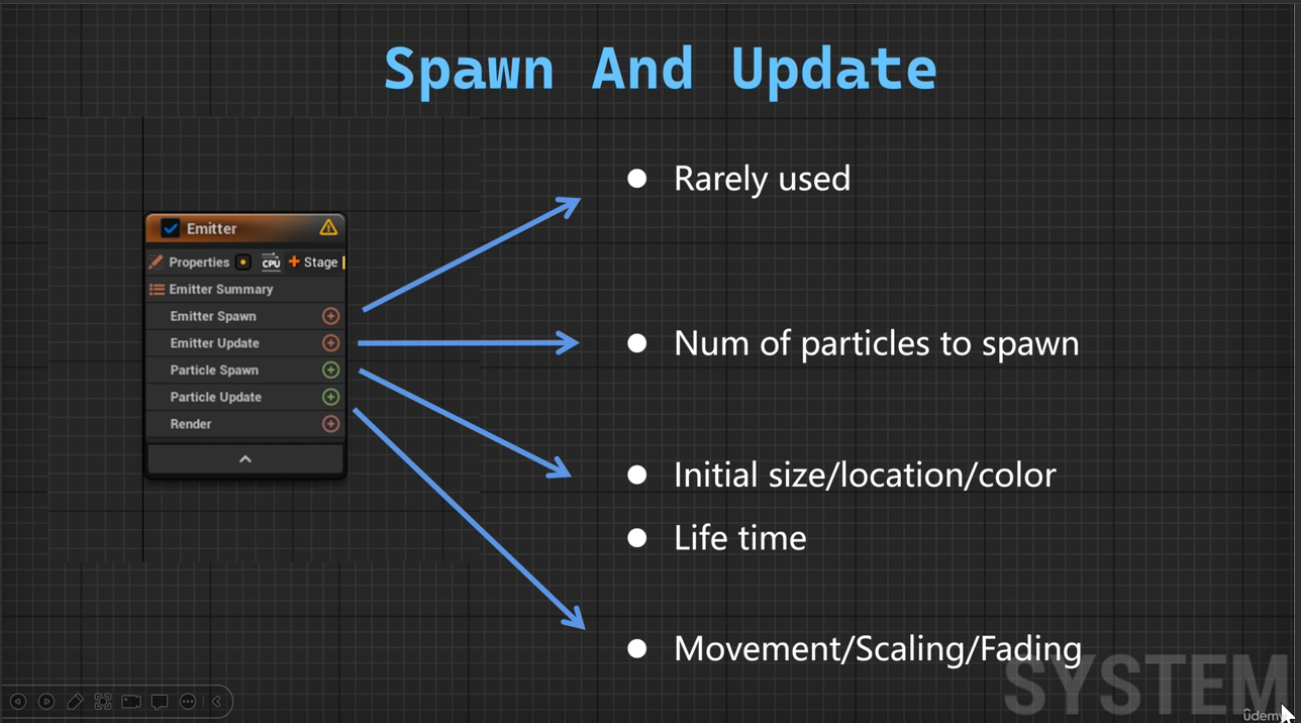 Spawn And Update
Emitter
Properties CPU Stage
Emitter Summary
Emitter Spawn
Emitter Update
Particle Spawn
Particle Update
Render
Rarely used
Num of particles to spawn
Initial size/location/color
Life time
Movement/Scaling/Fading
SYSTEM
ûdemy